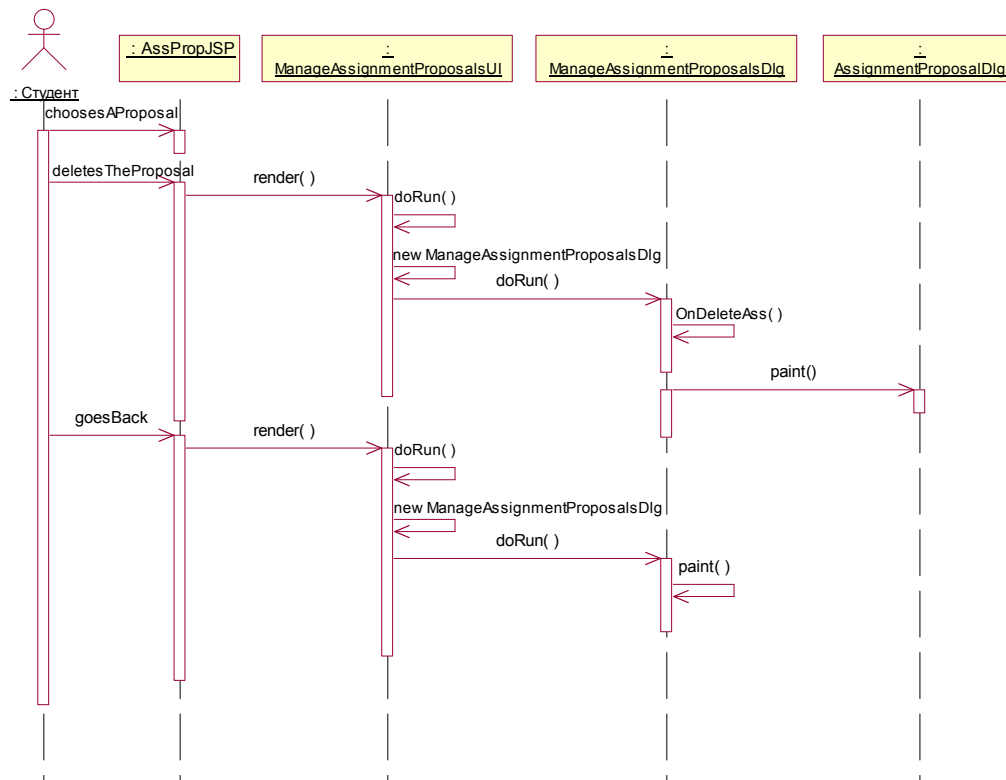 : AssPropJSP
:
ManageAssignmentProposalsUI
:
ManageAssignmentProposalsDlg
:
AssignmentProposalDlg
: Студент
choosesAProposal
deletesTheProposal
render( )
doRun( )
new ManageAssignmentProposalsDlg
doRun( )
OnDeleteAss( )
paint()
goesBack
render( )
doRun( )
new ManageAssignmentProposalsDlg
doRun( )
paint( )